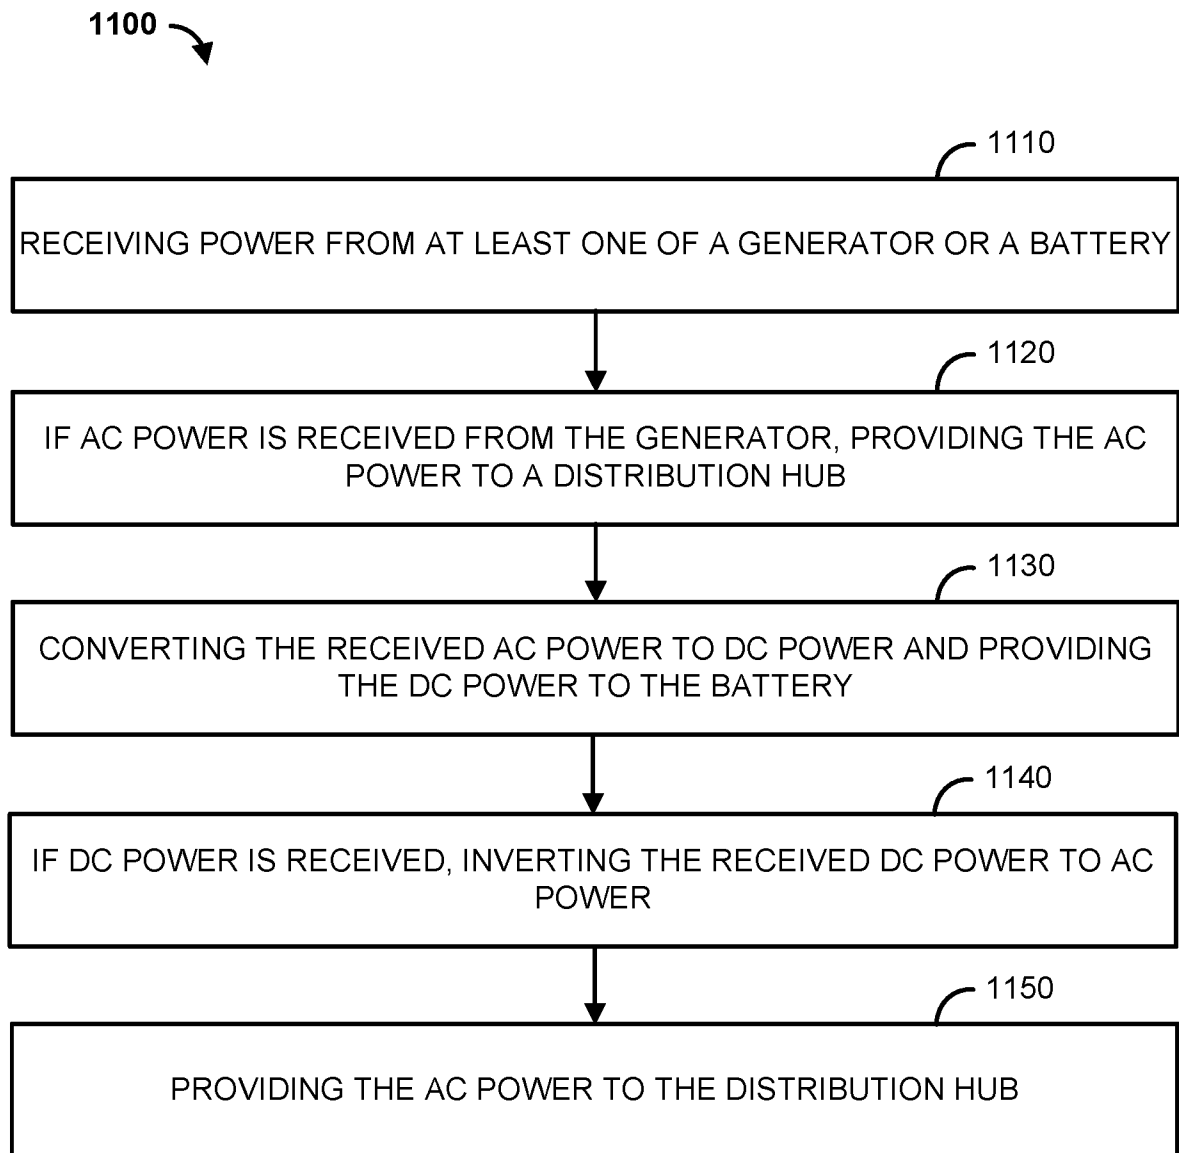 1100
1110
RECEIVING POWER FROM AT LEAST ONE OF A GENERATOR OR A BATTERY
1120
IF AC POWER IS RECEIVED FROM THE GENERATOR, PROVIDING THE AC
POWER TO A DISTRIBUTION HUB
1130
CONVERTING THE RECEIVED AC POWER TO DC POWER AND PROVIDING
THE DC POWER TO THE BATTERY
1140
IF DC POWER IS RECEIVED, INVERTING THE RECEIVED DC POWER TO AC
POWER
1150
PROVIDING THE AC POWER TO THE DISTRIBUTION HUB